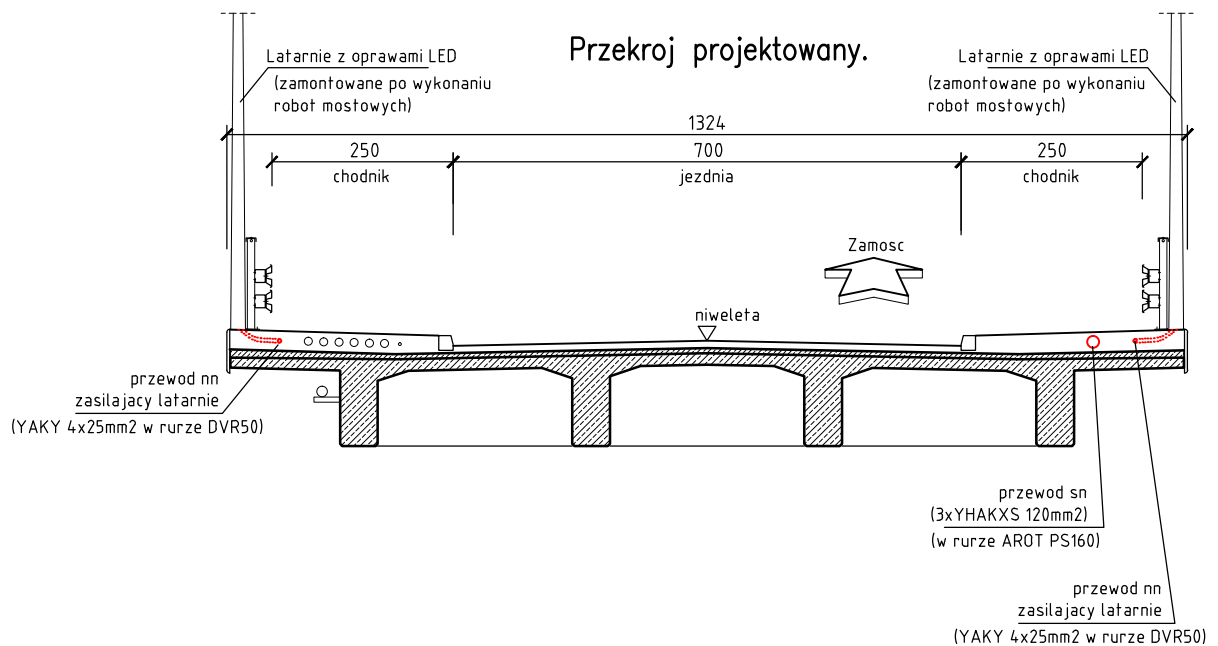 Przekroj projektowany.
Latarnie z oprawami LED
(zamontowane po wykonaniu
robot mostowych)
Latarnie z oprawami LED
(zamontowane po wykonaniu
robot mostowych)
1324
250
700
250
chodnik
jezdnia
chodnik
Zamosc
niweleta
przewod nn
zasilajacy latarnie
(YAKY 4x25mm2 w rurze DVR50)
przewod sn
(3xYHAKXS 120mm2)
(w rurze AROT PS160)
przewod nn
zasilajacy latarnie
(YAKY 4x25mm2 w rurze DVR50)